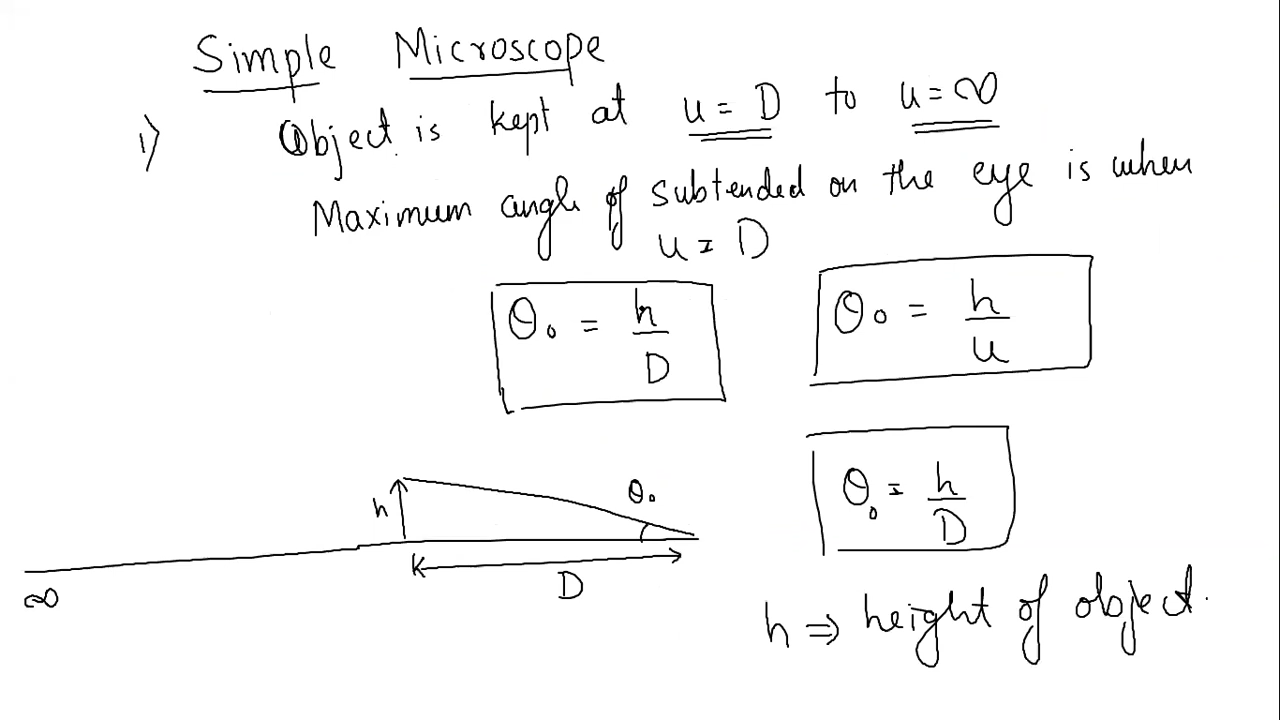 Simple Microscope
i) Object is kept at u = D to u = ∞
Maximum angle of subtended on the eye is when
u = D
θ₀ = h/D
θ₀ = h/u
θ₀ = h/D
h
θ₀
D
∞
h ⇒ height of object.